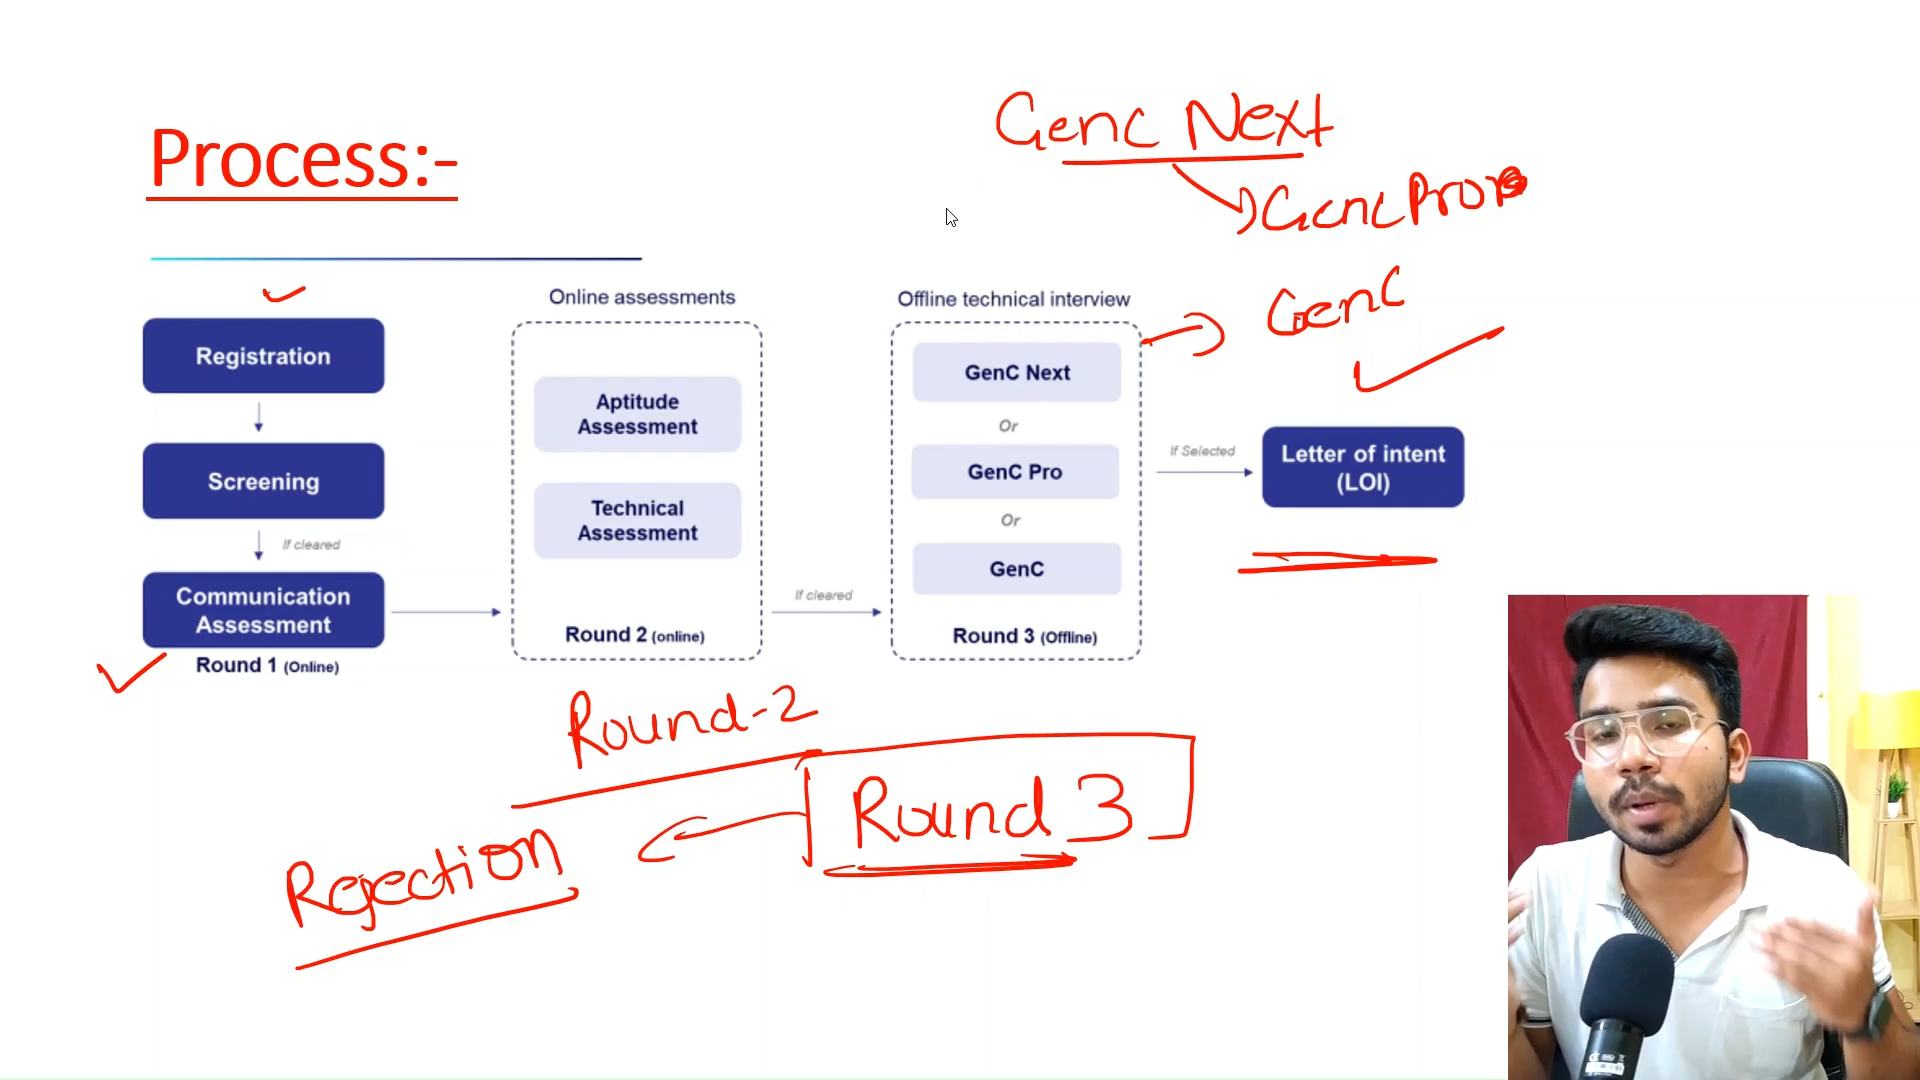 Process:-
GenC Next
GenC Pro
GenC
Registration
Screening
If cleared
Communication
Assessment
Round 1 (Online)
Online assessments
Aptitude
Assessment
Technical
Assessment
Round 2 (online)
If cleared
Offline technical interview
GenC Next
Or
GenC Pro
Or
GenC
Round 3 (Offline)
If Selected
Letter of intent
(LOI)
Round-2
Round 3
Rejection